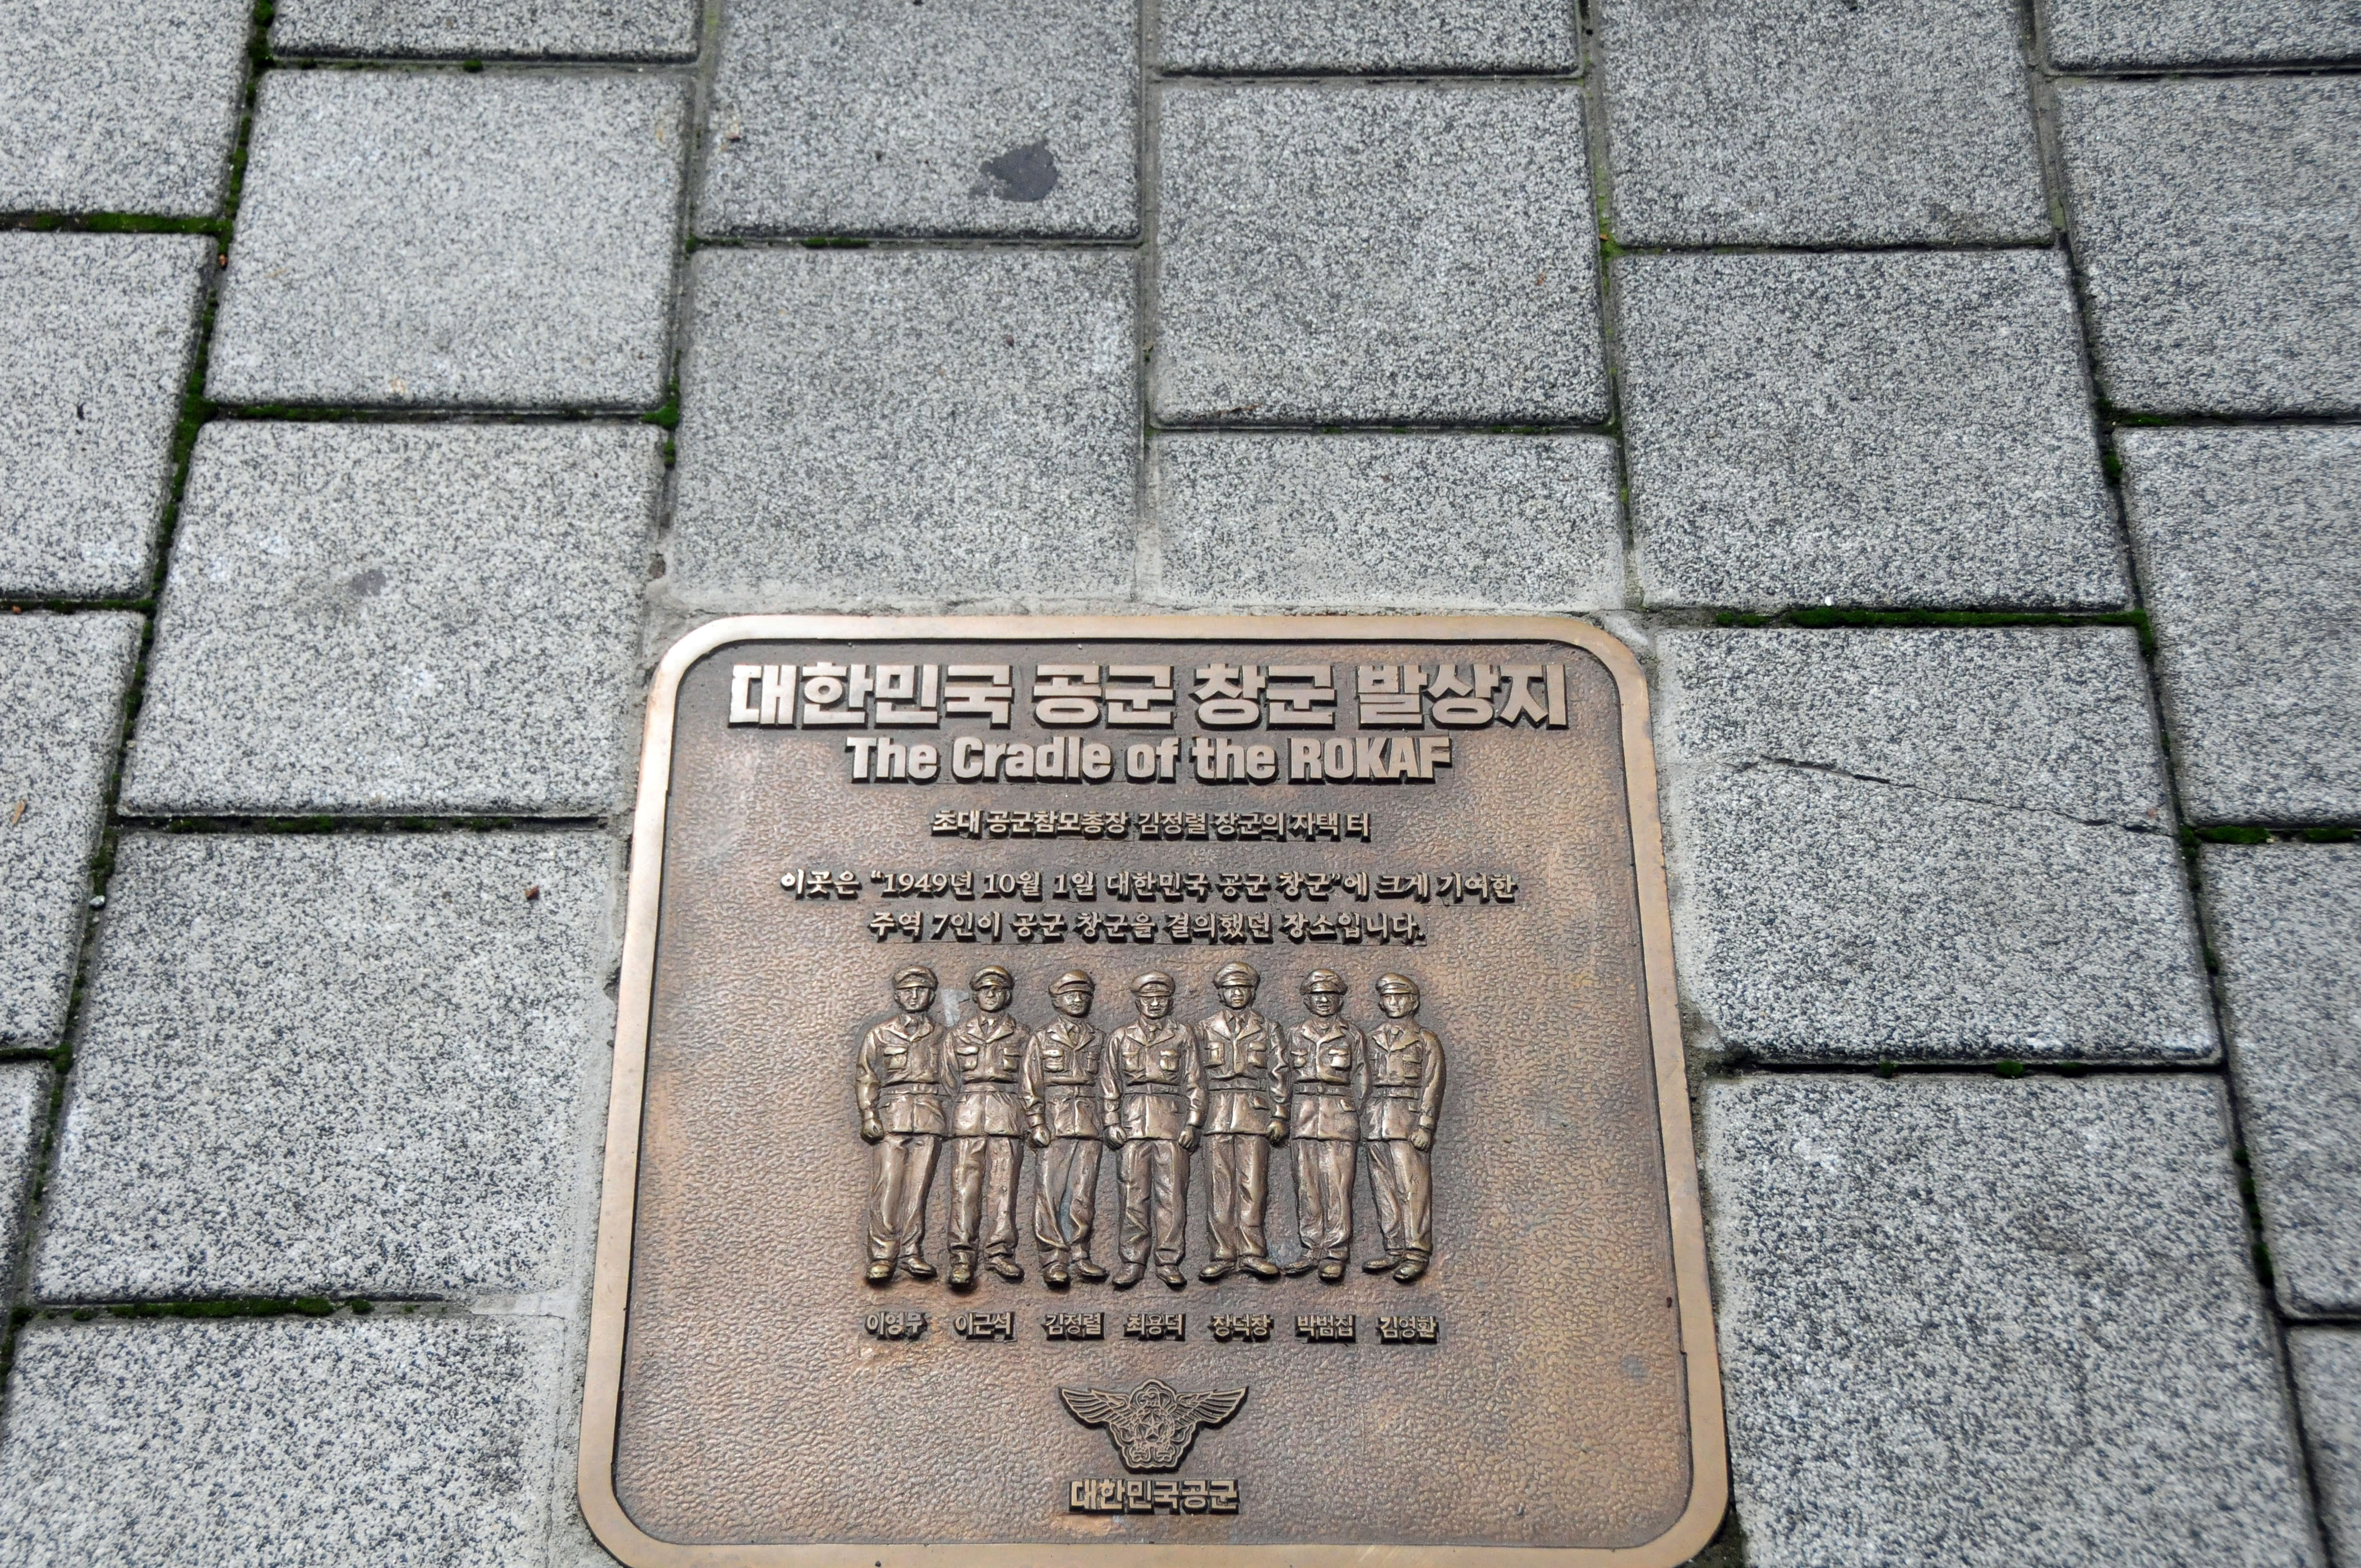 대한민국 공군 창군 발상지
The Cradle of the ROKAF
초대 공군참모총장 김정렬 장군의 자택 터
이곳은 “1949년 10월 1일 대한민국 공군 창군”에 크게 기여한
주역 7인이 공군 창군을 결의했던 장소입니다.
이영무 이근석 김정렬 최용덕 장덕창 박범집 김영환
대한민국공군